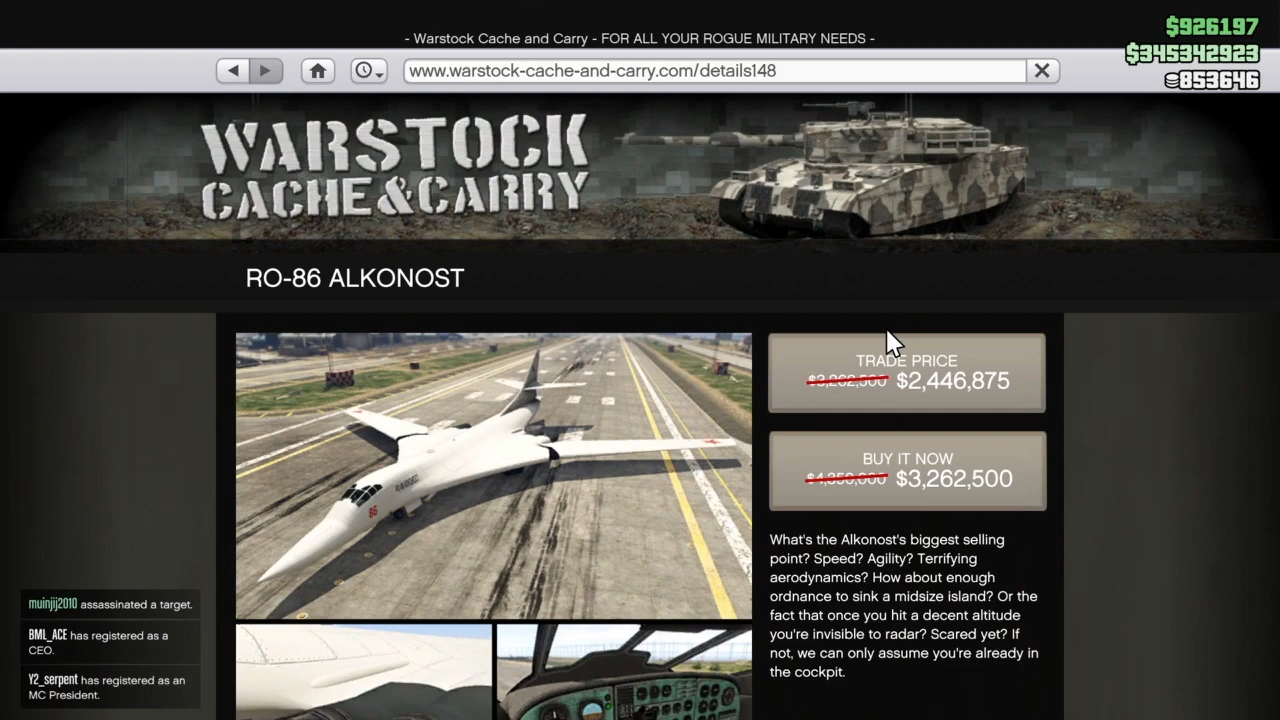 - Warstock Cache and Carry - FOR ALL YOUR ROGUE MILITARY NEEDS -
$926197
$345342923
853646
www.warstock-cache-and-carry.com/details148
WARSTOCK
CACHE&CARRY
RO-86 ALKONOST
TRADE PRICE
$3,262,500 $2,446,875
BUY IT NOW
$4,350,000 $3,262,500
What's the Alkonost's biggest selling
point? Speed? Agility? Terrifying
aerodynamics? How about enough
ordnance to sink a midsize island? Or the
fact that once you hit a decent altitude
you're invisible to radar? Scared yet? If
not, we can only assume you're already in
the cockpit.
86
muinjij2010 assassinated a target.
BML_ACE has registered as a
CEO.
Y2_serpent has registered as an
MC President.